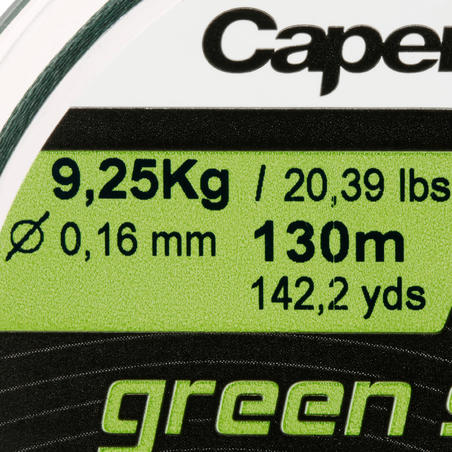 Caper
9,25Kg / 20,39 lbs
Ø 0,16 mm 130m
142,2 yds
green s